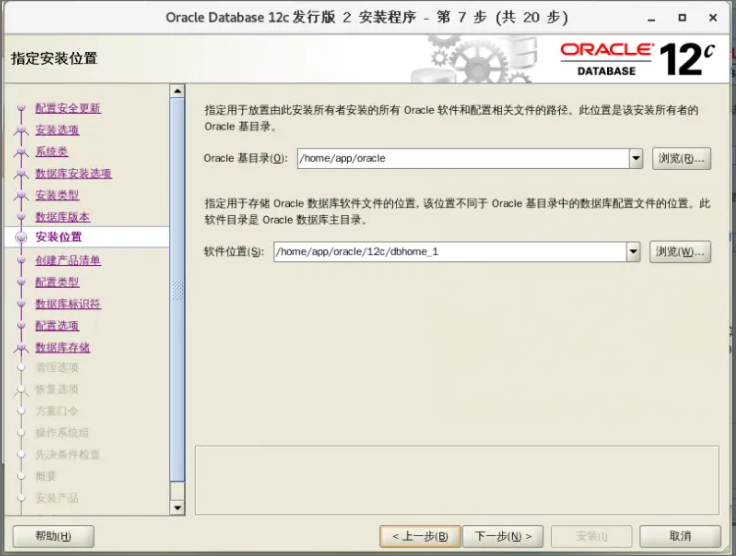 Oracle Database 12c 发行版 2 安装程序 - 第 7 步 (共 20 步)
指定安装位置
ORACLE
DATABASE
12c
配置安全更新
安装选项
系统类
数据库安装选项
安装类型
数据库版本
安装位置
创建产品清单
配置类型
数据库标识符
配置选项
数据库存储
管理选项
恢复选项
方案口令
操作系统组
先决条件检查
概要
安装产品
指定用于放置由此安装所有者安装的所有 Oracle 软件和配置相关文件的路径。此位置是该安装所有者的
Oracle 基目录。
Oracle 基目录(O): /home/app/oracle 浏览(R)...
指定用于存储 Oracle 数据库软件文件的位置, 该位置不同于 Oracle 基目录中的数据库配置文件的位置。此
软件目录是 Oracle 数据库主目录。
软件位置(S): /home/app/oracle/12c/dbhome_1 浏览(W)...
帮助(H) < 上一步(B) 下一步(N) > 安装(I) 取消